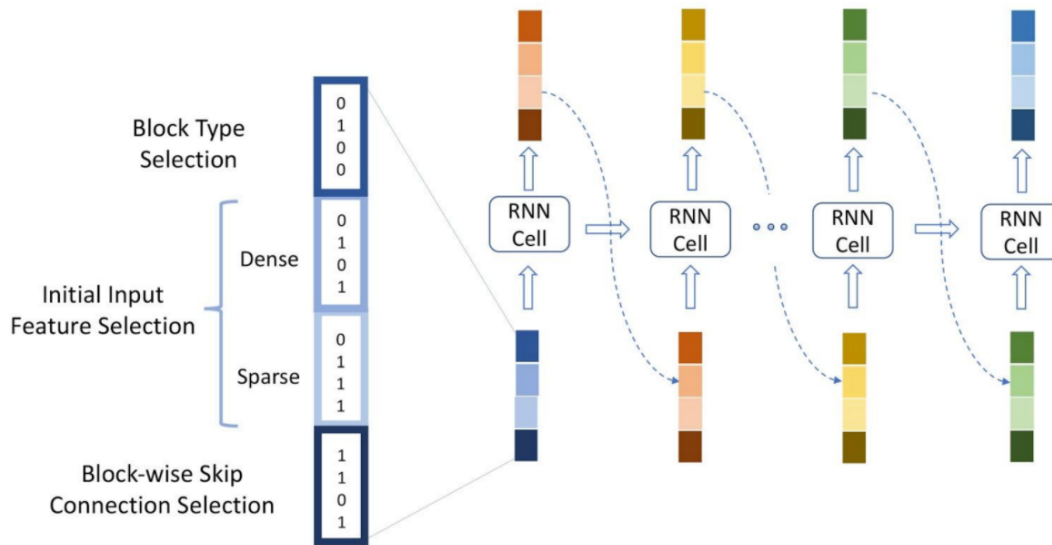 Block Type
Selection
0
1
0
0
Initial Input
Feature Selection
Dense
0
1
0
1
Sparse
0
1
1
1
Block-wise Skip
Connection Selection
1
1
0
1
RNN
Cell
RNN
Cell
RNN
Cell
RNN
Cell